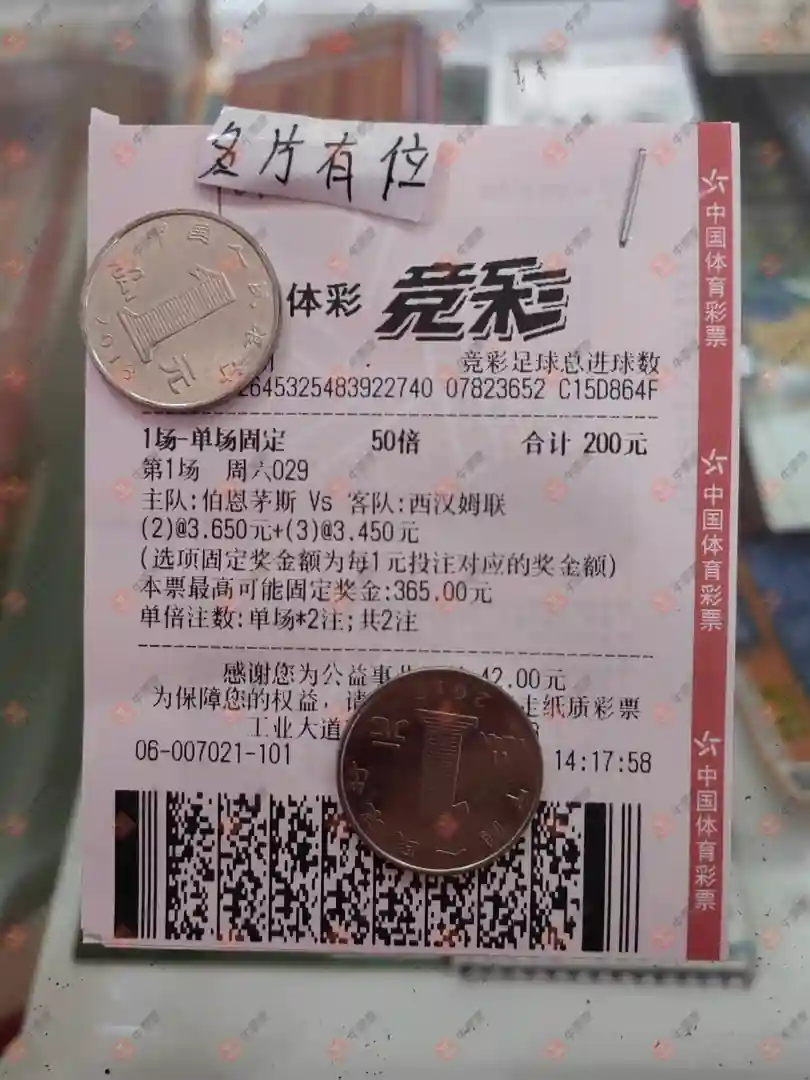 名片有位
体彩 竞彩
竞彩足球总进球数
2645325483922740 07823652 C15D864F
1场-单场固定 50倍 合计 200元
第1场 周六029
主队:伯恩茅斯 Vs 客队:西汉姆联
(2)@3.650元+(3)@3.450元
(选项固定奖金额为每1元投注对应的奖金额)
本票最高可能固定奖金:365.00元
单倍注数:单场*2注;共2注
感谢您为公益事业 42.00元
为保障您的权益，请 走纸质彩票
工业大道
06-007021-101 14:17:58
中国体育彩票
中国体育彩票
中国体育彩票
1元
2019
1元